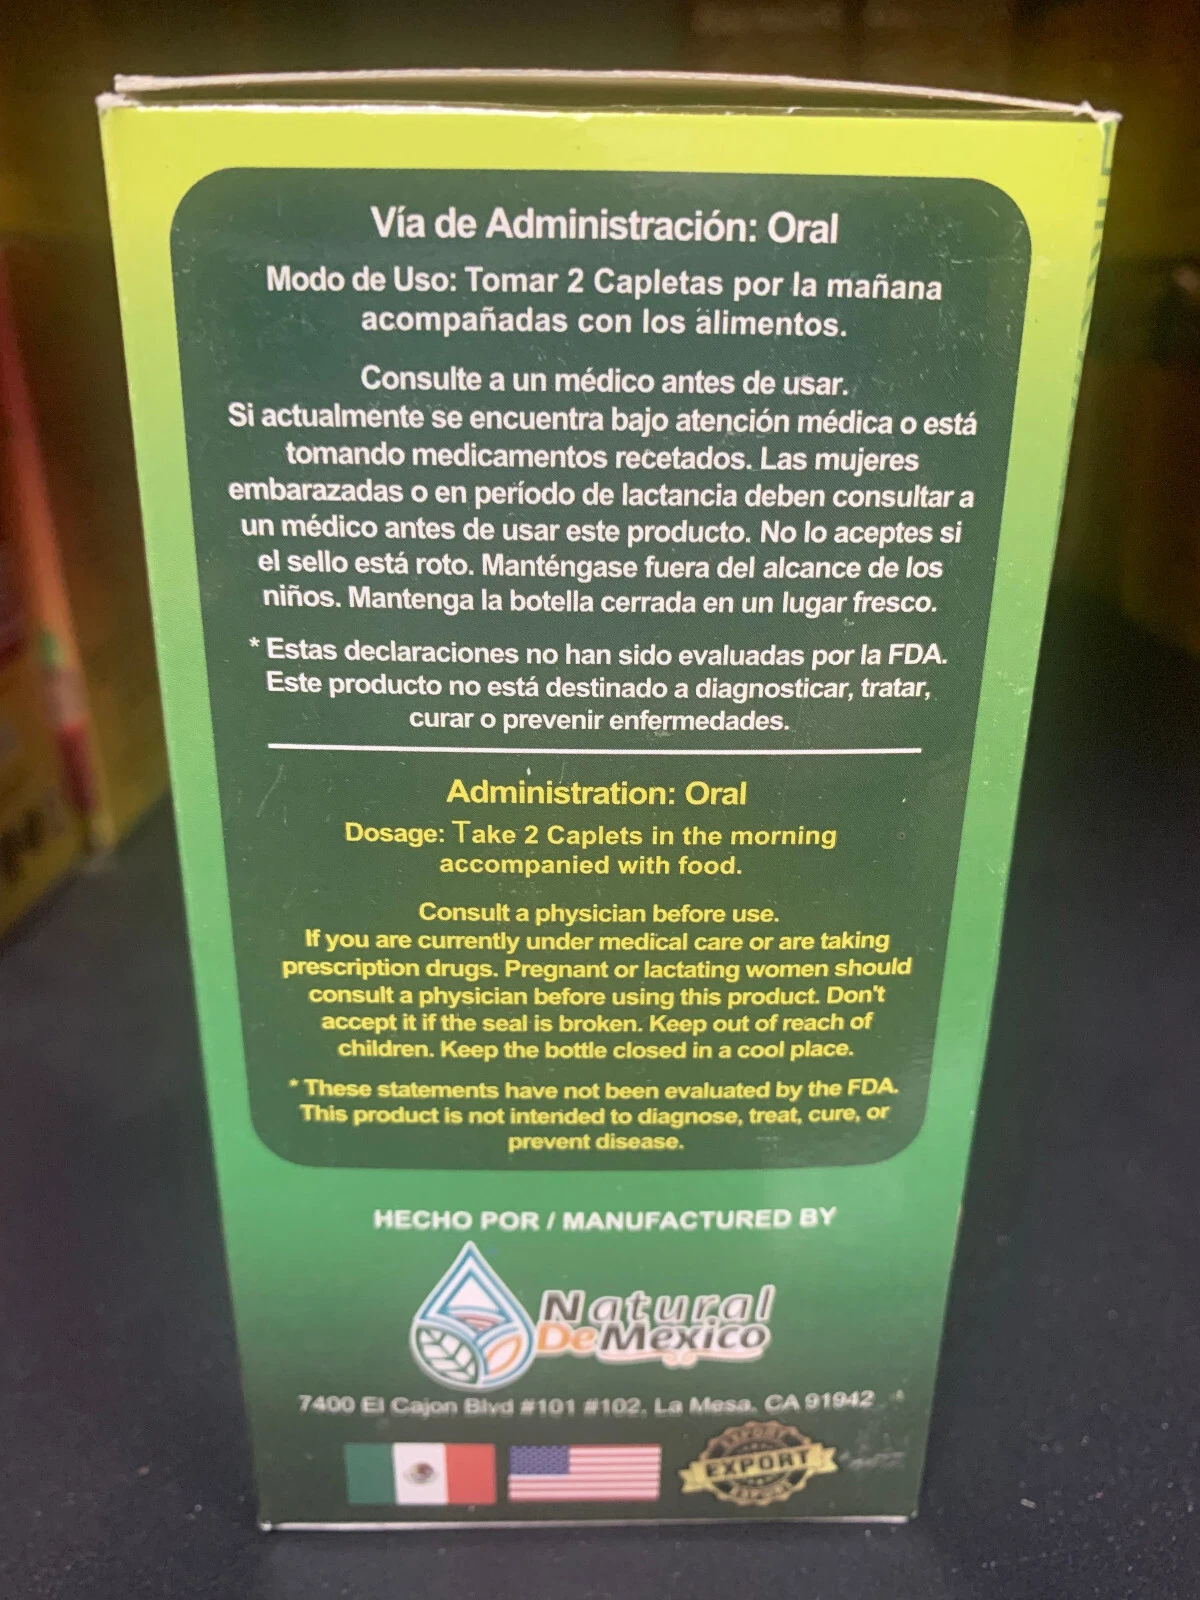 Vía de Administración: Oral
Modo de Uso: Tomar 2 Capletas por la mañana
acompañadas con los alimentos.
Consulte a un médico antes de usar.
Si actualmente se encuentra bajo atención médica o está
tomando medicamentos recetados. Las mujeres
embarazadas o en período de lactancia deben consultar a
un médico antes de usar este producto. No lo aceptes si
el sello está roto. Manténgase fuera del alcance de los
niños. Mantenga la botella cerrada en un lugar fresco.
* Estas declaraciones no han sido evaluadas por la FDA.
Este producto no está destinado a diagnosticar, tratar,
curar o prevenir enfermedades.
Administration: Oral
Dosage: Take 2 Caplets in the morning
accompanied with food.
Consult a physician before use.
If you are currently under medical care or are taking
prescription drugs. Pregnant or lactating women should
consult a physician before using this product. Don't
accept it if the seal is broken. Keep out of reach of
children. Keep the bottle closed in a cool place.
* These statements have not been evaluated by the FDA.
This product is not intended to diagnose, treat, cure, or
prevent disease.
HECHO POR / MANUFACTURED BY
Natural
De Mexico
7400 El Cajon Blvd #101 #102, La Mesa, CA 91942
EXPORT
EXPORT
EXPORT